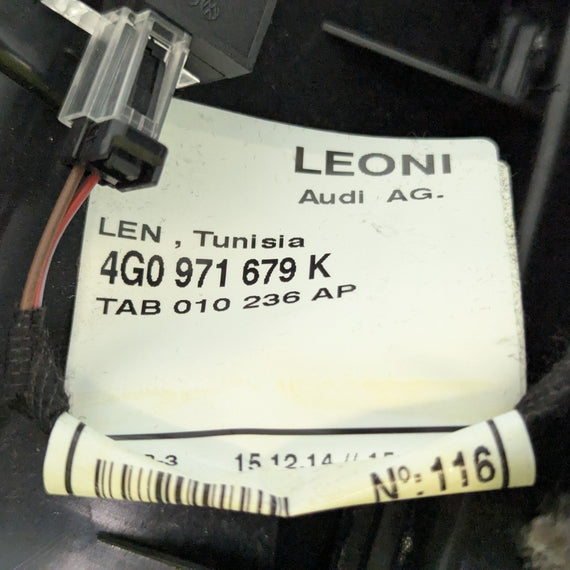 LEONI
Audi AG.
LEN , Tunisia
4G0 971 679 K
TAB 010 236 AP
15.12.14 //
Nº:116